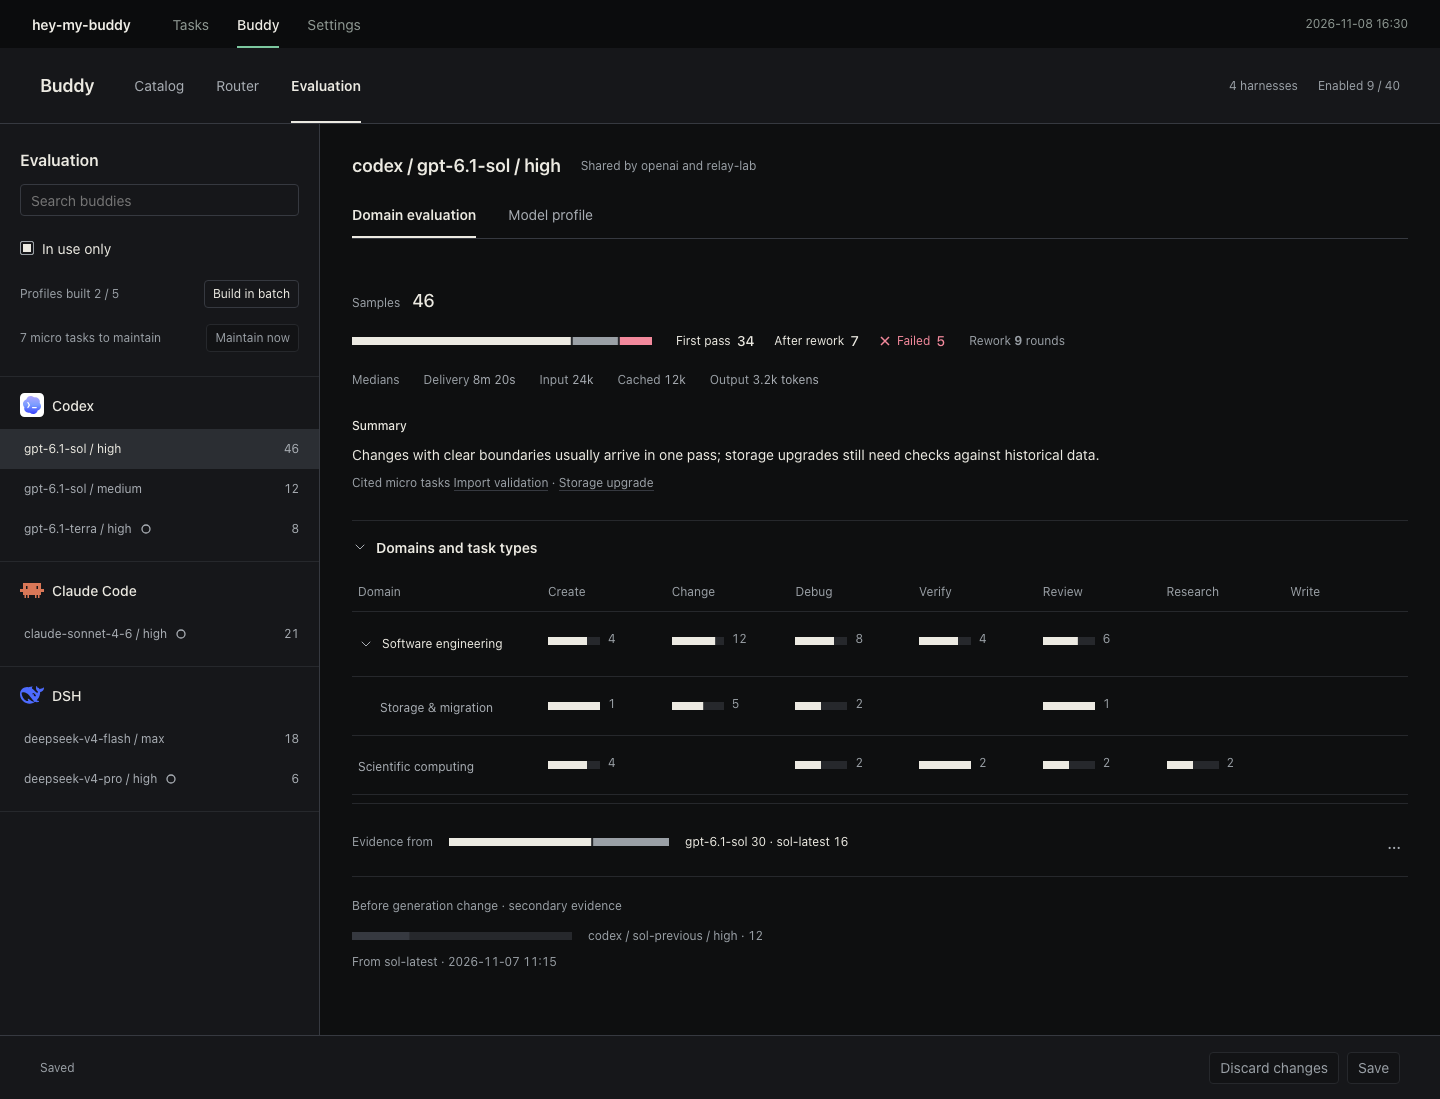 hey-my-buddy Tasks Buddy Settings 2026-11-08 16:30
Buddy Catalog Router Evaluation 4 harnesses Enabled 9 / 40
Evaluation
Search buddies
In use only
Profiles built 2 / 5 Build in batch
7 micro tasks to maintain Maintain now
Codex
gpt-6.1-sol / high 46
gpt-6.1-sol / medium 12
gpt-6.1-terra / high 8
Claude Code
claude-sonnet-4-6 / high 21
DSH
deepseek-v4-flash / max 18
deepseek-v4-pro / high 6
codex / gpt-6.1-sol / high Shared by openai and relay-lab
Domain evaluation Model profile
Samples 46
First pass 34 After rework 7 Failed 5 Rework 9 rounds
Medians Delivery 8m 20s Input 24k Cached 12k Output 3.2k tokens
Summary
Changes with clear boundaries usually arrive in one pass; storage upgrades still need checks against historical data.
Cited micro tasks Import validation · Storage upgrade
Domains and task types
Domain Create Change Debug Verify Review Research Write
Software engineering 4 12 8 4 6
Storage & migration 1 5 2 1
Scientific computing 4 2 2 2 2
Evidence from gpt-6.1-sol 30 · sol-latest 16 ...
Before generation change · secondary evidence
codex / sol-previous / high · 12
From sol-latest · 2026-11-07 11:15
Saved Discard changes Save